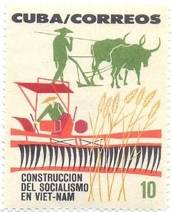 CUBA/CORREOS
CONSTRUCCION
DEL SOCIALISMO
EN VIET-NAM
10